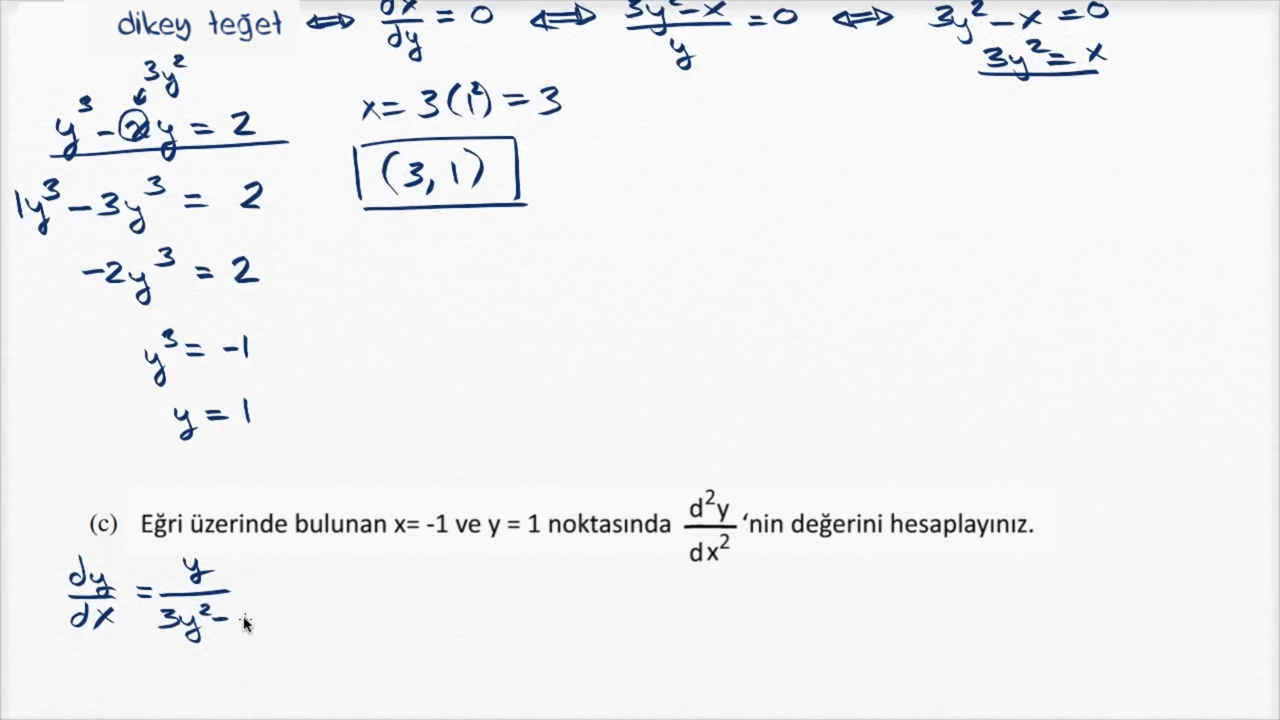 dikey teğet ⟺ dx/dy = 0 ⟺ (3y² - x)/y = 0 ⟺ 3y² - x = 0
3y² = x
3y²
y³ - xy = 2
x = 3(1²) = 3
(3, 1)
1y³ - 3y³ = 2
-2y³ = 2
y³ = -1
y = 1
(c) Eğri üzerinde bulunan x= -1 ve y = 1 noktasında d²y/dx² ‘nin değerini hesaplayınız.
dy/dx = y/(3y² -